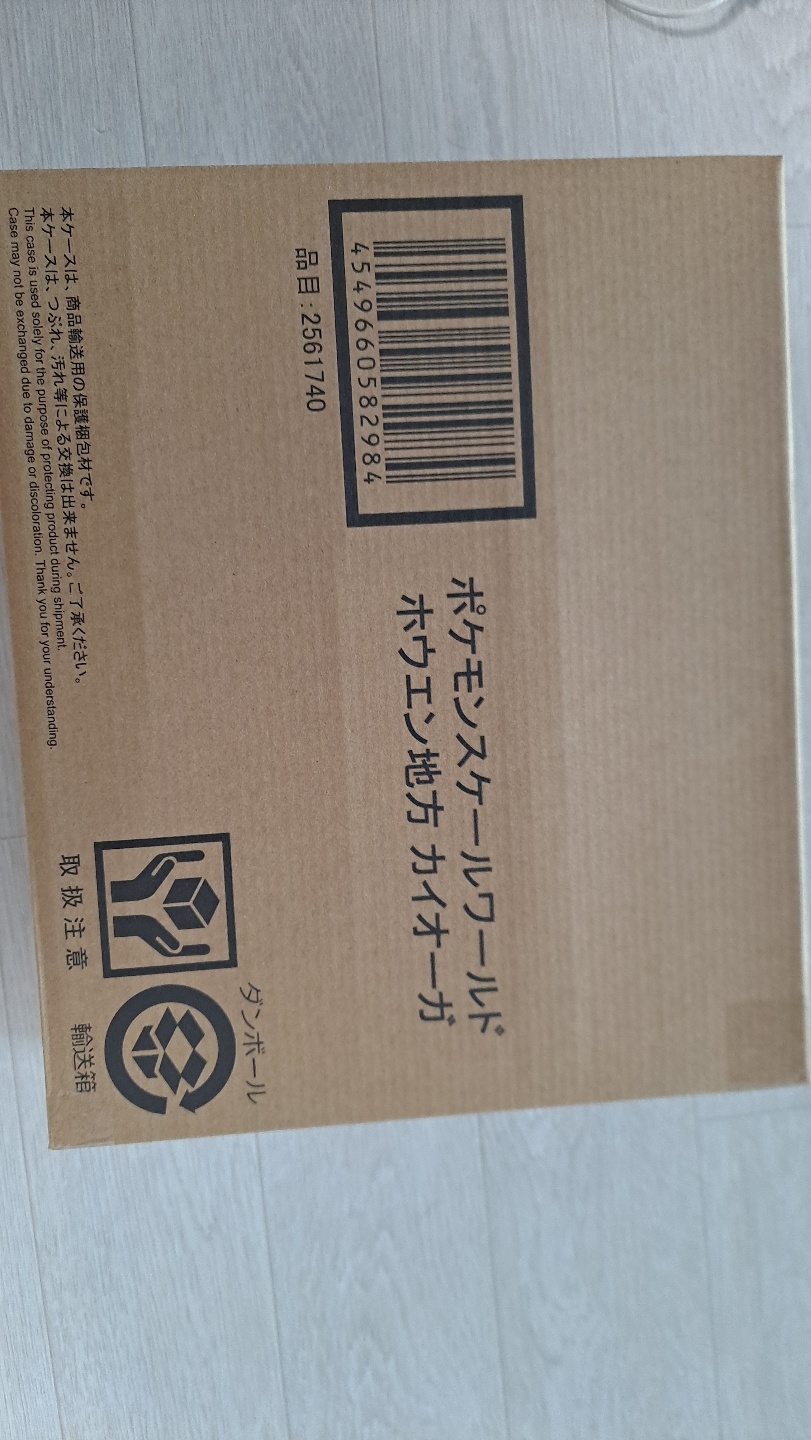 4549660582984
品目:2561740
ポケモンスケールワールド
ホウエン地方 カイオーガ
本ケースは、商品輸送用の保護梱包材です。
本ケースは、つぶれ、汚れ等による交換は出来ません。ご了承ください。
This case is used solely for the purpose of protecting product during shipment.
Case may not be exchanged due to damage or discoloration. Thank you for your understanding.
取扱注意
ダンボール
輸送箱